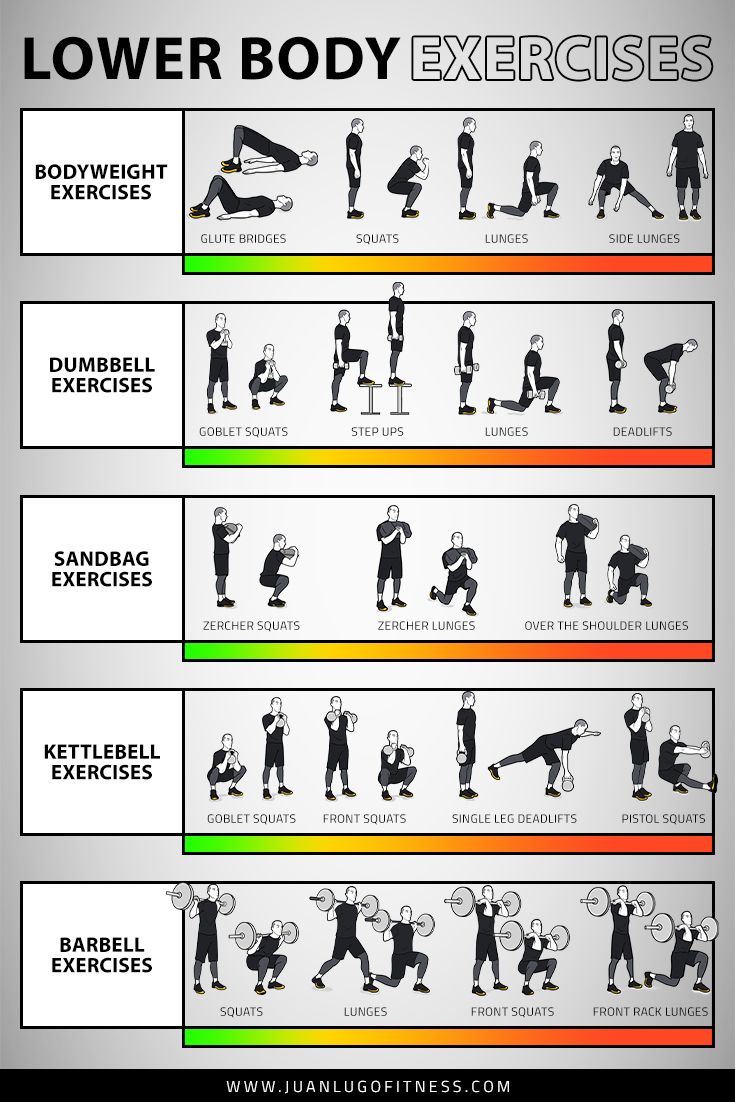 LOWER BODY EXERCISES
BODYWEIGHT
EXERCISES
GLUTE BRIDGES
SQUATS
LUNGES
SIDE LUNGES
DUMBBELL
EXERCISES
GOBLET SQUATS
STEP UPS
LUNGES
DEADLIFTS
SANDBAG
EXERCISES
ZERCHER SQUATS
ZERCHER LUNGES
OVER THE SHOULDER LUNGES
KETTLEBELL
EXERCISES
GOBLET SQUATS
FRONT SQUATS
SINGLE LEG DEADLIFTS
PISTOL SQUATS
BARBELL
EXERCISES
SQUATS
LUNGES
FRONT SQUATS
FRONT RACK LUNGES
WWW.JUANLUGOFITNESS.COM